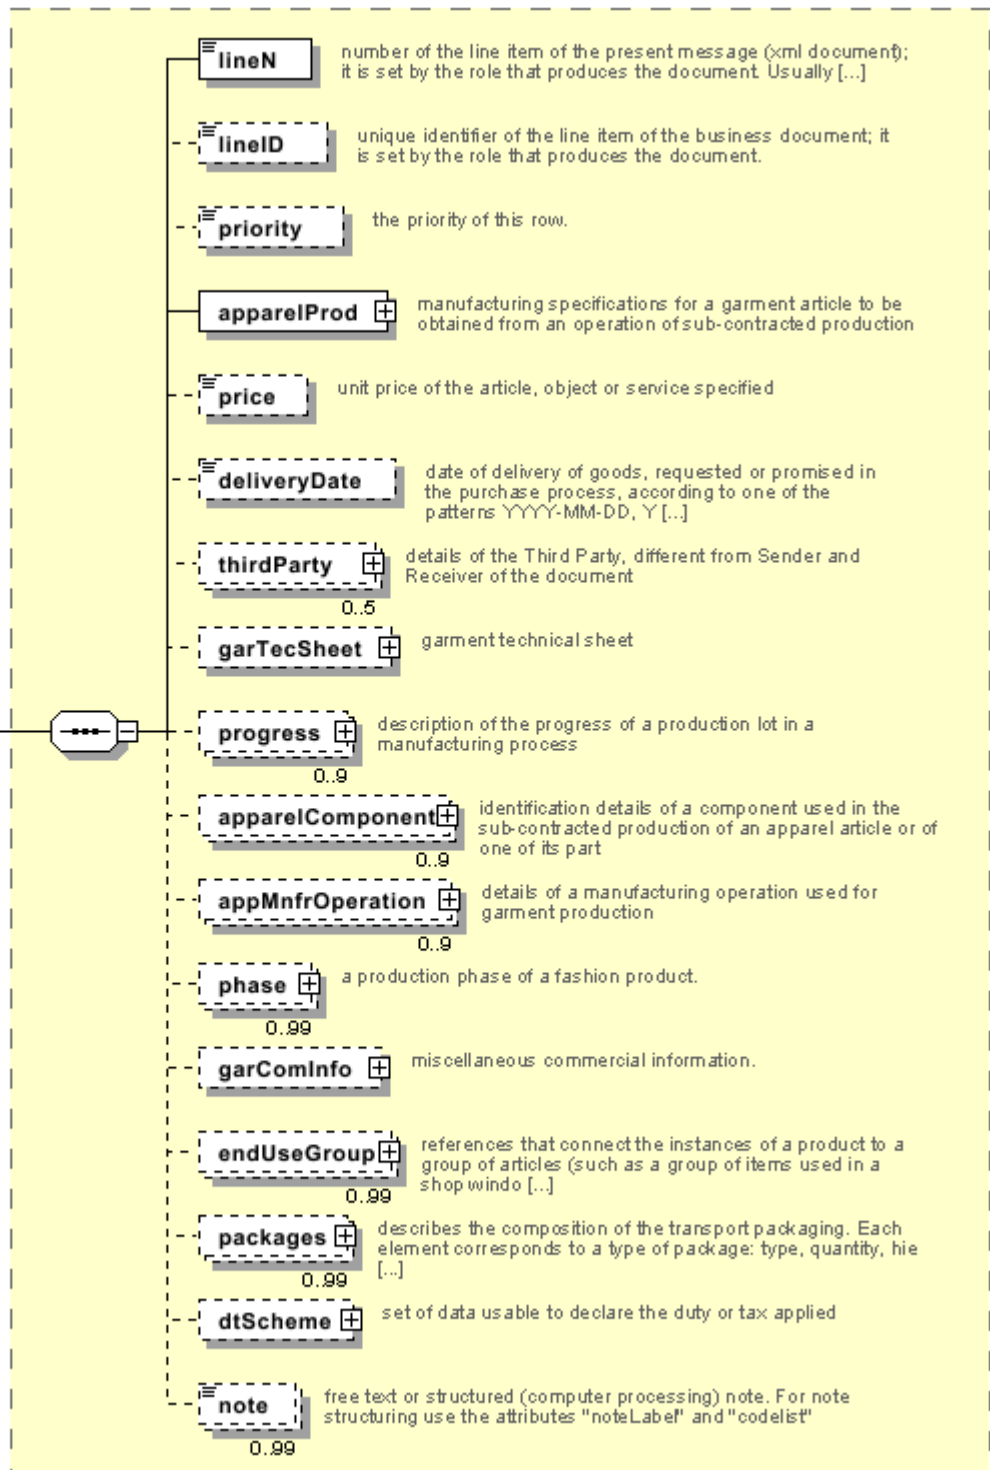 lineN
number of the line item of the present message (xml document);
it is set by the role that produces the document. Usually [...]
lineID
unique identifier of the line item of the business document; it
is set by the role that produces the document.
priority
the priority of this row.
apparelProd
manufacturing specifications for a garment article to be
obtained from an operation of sub-contracted production
price
unit price of the article, object or service specified
deliveryDate
date of delivery of goods, requested or promised in
the purchase process, according to one of the
patterns YYYY-MM-DD, Y [...]
thirdParty
0..5
details of the Third Party, different from Sender and
Receiver of the document
garTecSheet
garment technical sheet
progress
0..9
description of the progress of a production lot in a
manufacturing process
apparelComponent
0..9
identification details of a component used in the
sub-contracted production of an apparel article or of
one of its part
appMnfrOperation
0..9
details of a manufacturing operation used for
garment production
phase
0..99
a production phase of a fashion product.
garComInfo
miscellaneous commercial information.
endUseGroup
0..99
references that connect the instances of a product to a
group of articles (such as a group of items used in a
shop windo [...]
packages
0..99
describes the composition of the transport packaging. Each
element corresponds to a type of package: type, quantity, hie
[...]
dtScheme
set of data usable to declare the duty or tax applied
note
0..99
free text or structured (computer processing) note. For note
structuring use the attributes "noteLabel" and "codelist"